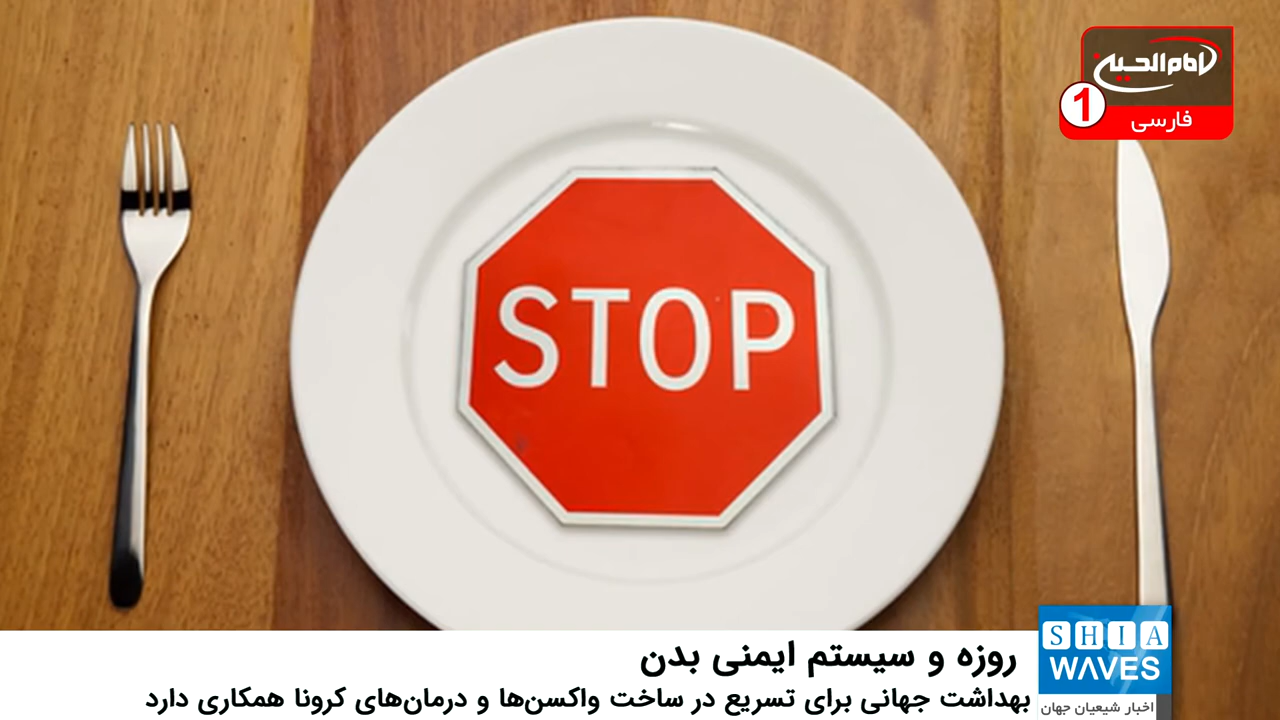 امام‌الحسین
1
فارسی
STOP
روزه و سیستم ایمنی بدن
بهداشت جهانی برای تسریع در ساخت واکسن‌ها و درمان‌های کرونا همکاری دارد
SHIA
WAVES
اخبار شیعیان جهان